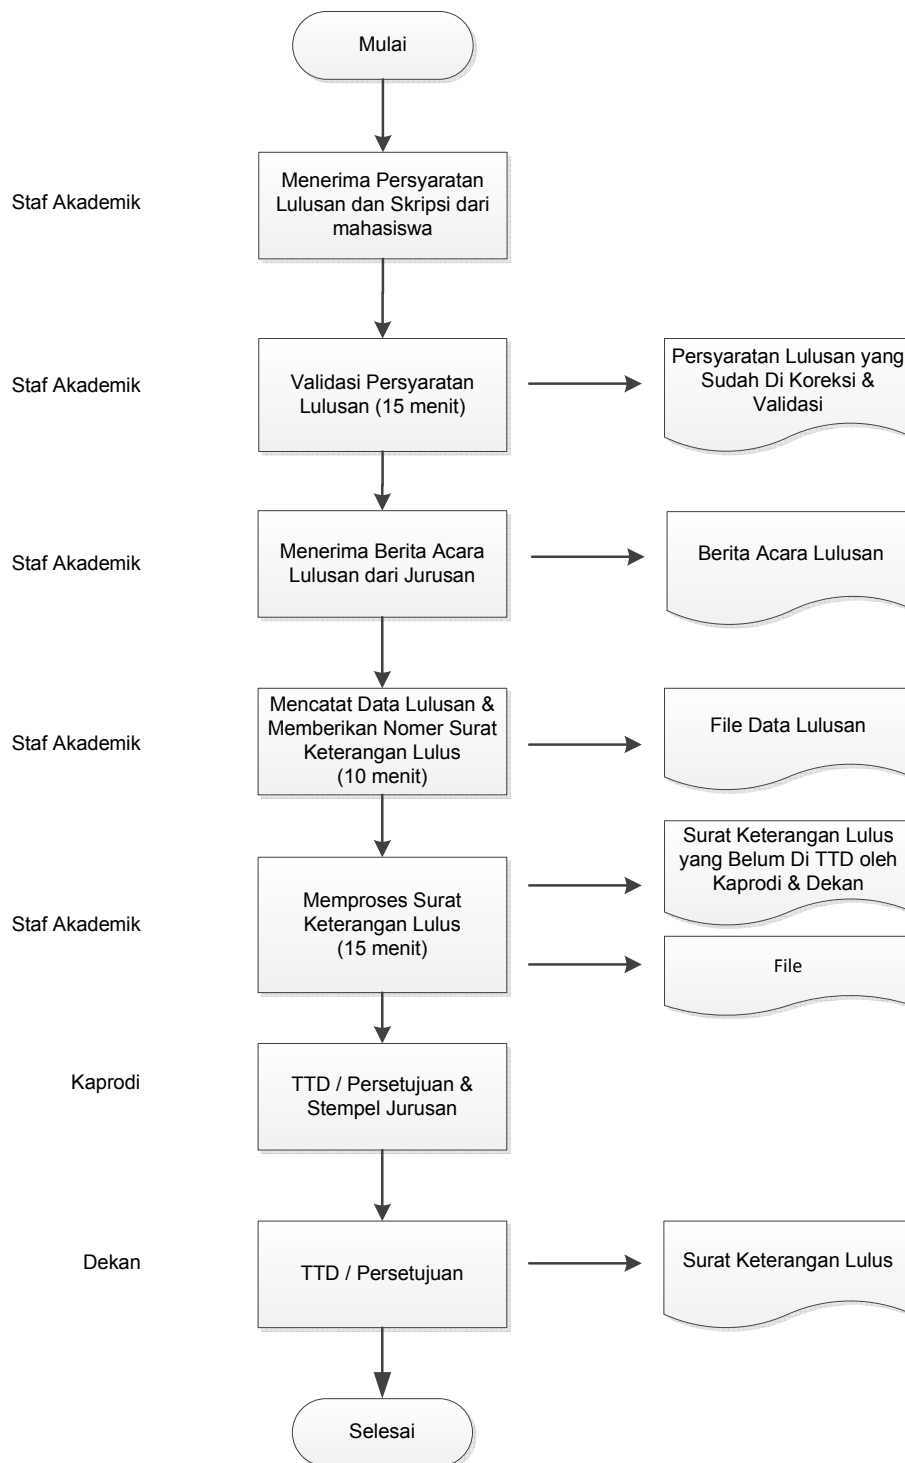 Mulai
Staf Akademik
Menerima Persyaratan
Lulusan dan Skripsi dari
mahasiswa
Staf Akademik
Validasi Persyaratan
Lulusan (15 menit)
Persyaratan Lulusan yang
Sudah Di Koreksi &
Validasi
Staf Akademik
Menerima Berita Acara
Lulusan dari Jurusan
Berita Acara Lulusan
Staf Akademik
Mencatat Data Lulusan &
Memberikan Nomer Surat
Keterangan Lulus
(10 menit)
File Data Lulusan
Staf Akademik
Memproses Surat
Keterangan Lulus
(15 menit)
Surat Keterangan Lulus
yang Belum Di TTD oleh
Kaprodi & Dekan
File
Kaprodi
TTD / Persetujuan &
Stempel Jurusan
Dekan
TTD / Persetujuan
Surat Keterangan Lulus
Selesai